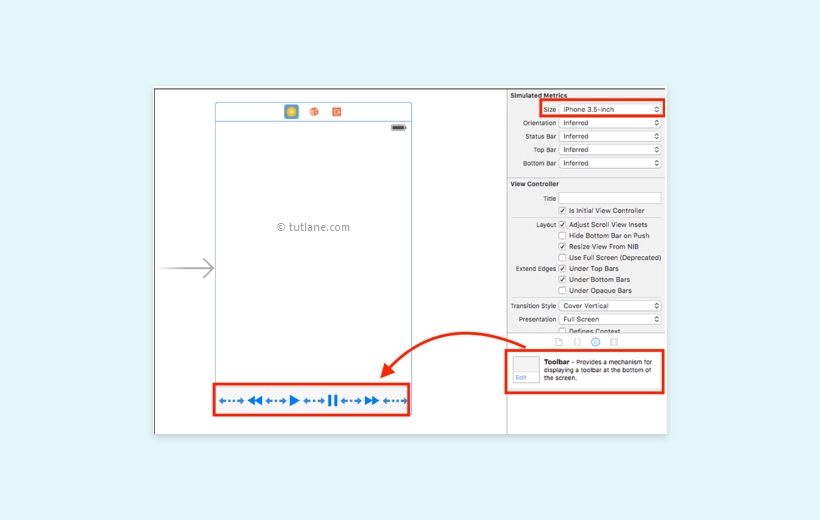 Simulated Metrics
Size iPhone 3.5-inch
Orientation Inferred
Status Bar Inferred
Top Bar Inferred
Bottom Bar Inferred
View Controller
Title
Is Initial View Controller
Layout Adjust Scroll View Insets
Hide Bottom Bar on Push
Resize View From NIB
Use Full Screen (Deprecated)
Extend Edges Under Top Bars
Under Bottom Bars
Under Opaque Bars
Transition Style Cover Vertical
Presentation Full Screen
Defines Context
Toolbar - Provides a mechanism for
displaying a toolbar at the bottom of
the screen.
Edit
© tutlane.com